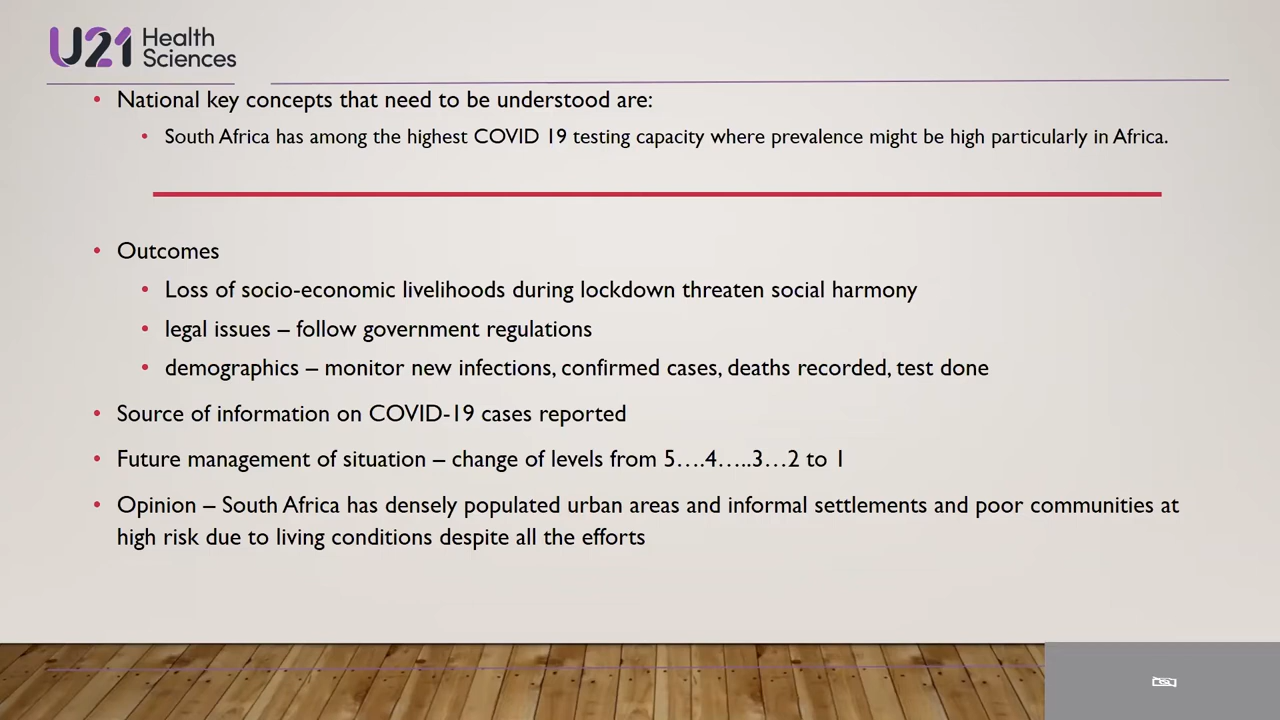 U21 Health
Sciences
• National key concepts that need to be understood are:
• South Africa has among the highest COVID 19 testing capacity where prevalence might be high particularly in Africa.
• Outcomes
• Loss of socio-economic livelihoods during lockdown threaten social harmony
• legal issues – follow government regulations
• demographics – monitor new infections, confirmed cases, deaths recorded, test done
• Source of information on COVID-19 cases reported
• Future management of situation – change of levels from 5….4…..3…2 to 1
• Opinion – South Africa has densely populated urban areas and informal settlements and poor communities at
high risk due to living conditions despite all the efforts